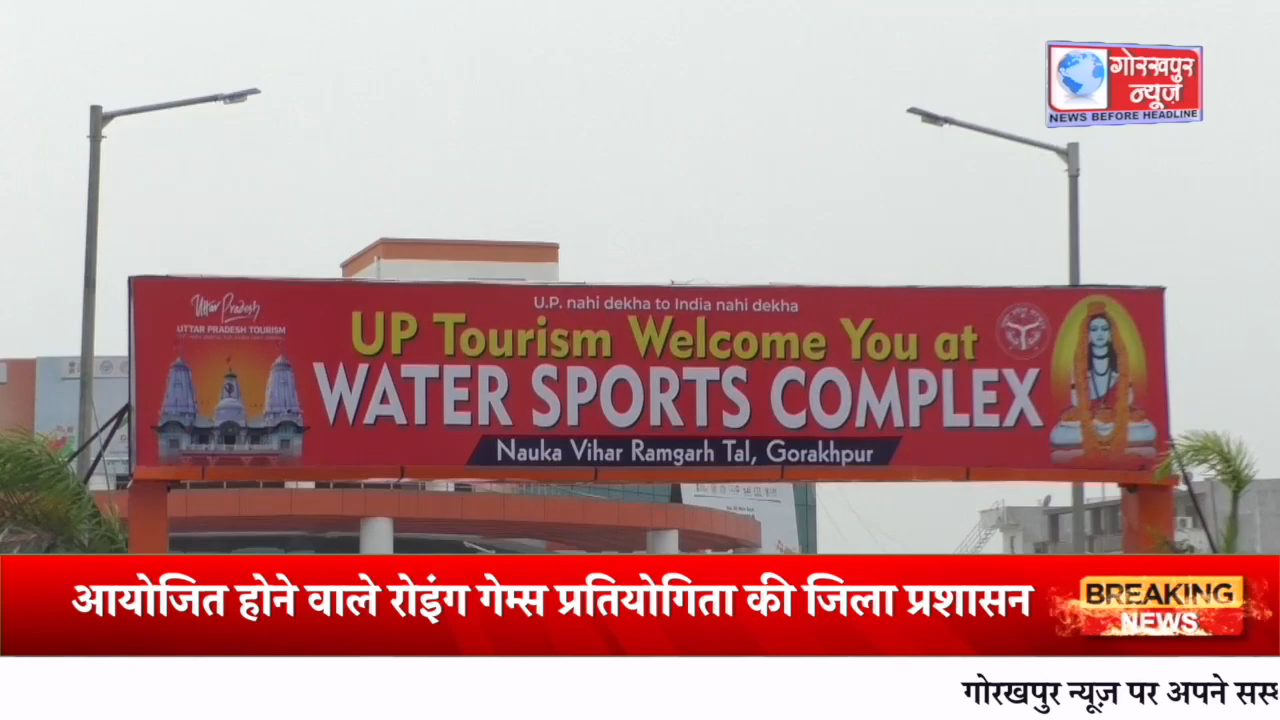 गोरखपुर
न्यूज़
NEWS BEFORE HEADLINE
Uttar Pradesh
UTTAR PRADESH TOURISM
U.P. nahi dekha to India nahi dekha
UP Tourism Welcome You at
WATER SPORTS COMPLEX
Nauka Vihar Ramgarh Tal, Gorakhpur
आयोजित होने वाले रोइंग गेम्स प्रतियोगिता की जिला प्रशासन
BREAKING
NEWS
गोरखपुर न्यूज़ पर अपने